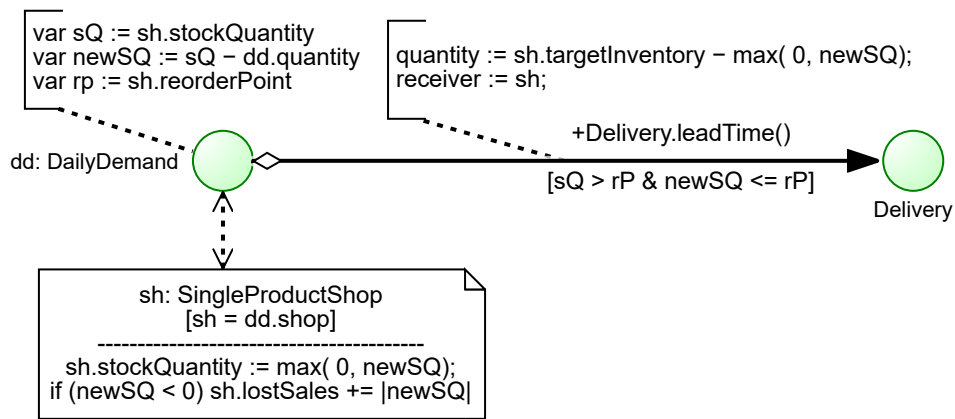 var sQ := sh.stockQuantity
var newSQ := sQ − dd.quantity
var rp := sh.reorderPoint
quantity := sh.targetInventory − max( 0, newSQ);
receiver := sh;
+Delivery.leadTime()
dd: DailyDemand
[sQ > rP & newSQ <= rP]
Delivery
sh: SingleProductShop
[sh = dd.shop]
---------------------------------------------
sh.stockQuantity := max( 0, newSQ);
if (newSQ < 0) sh.lostSales += |newSQ|